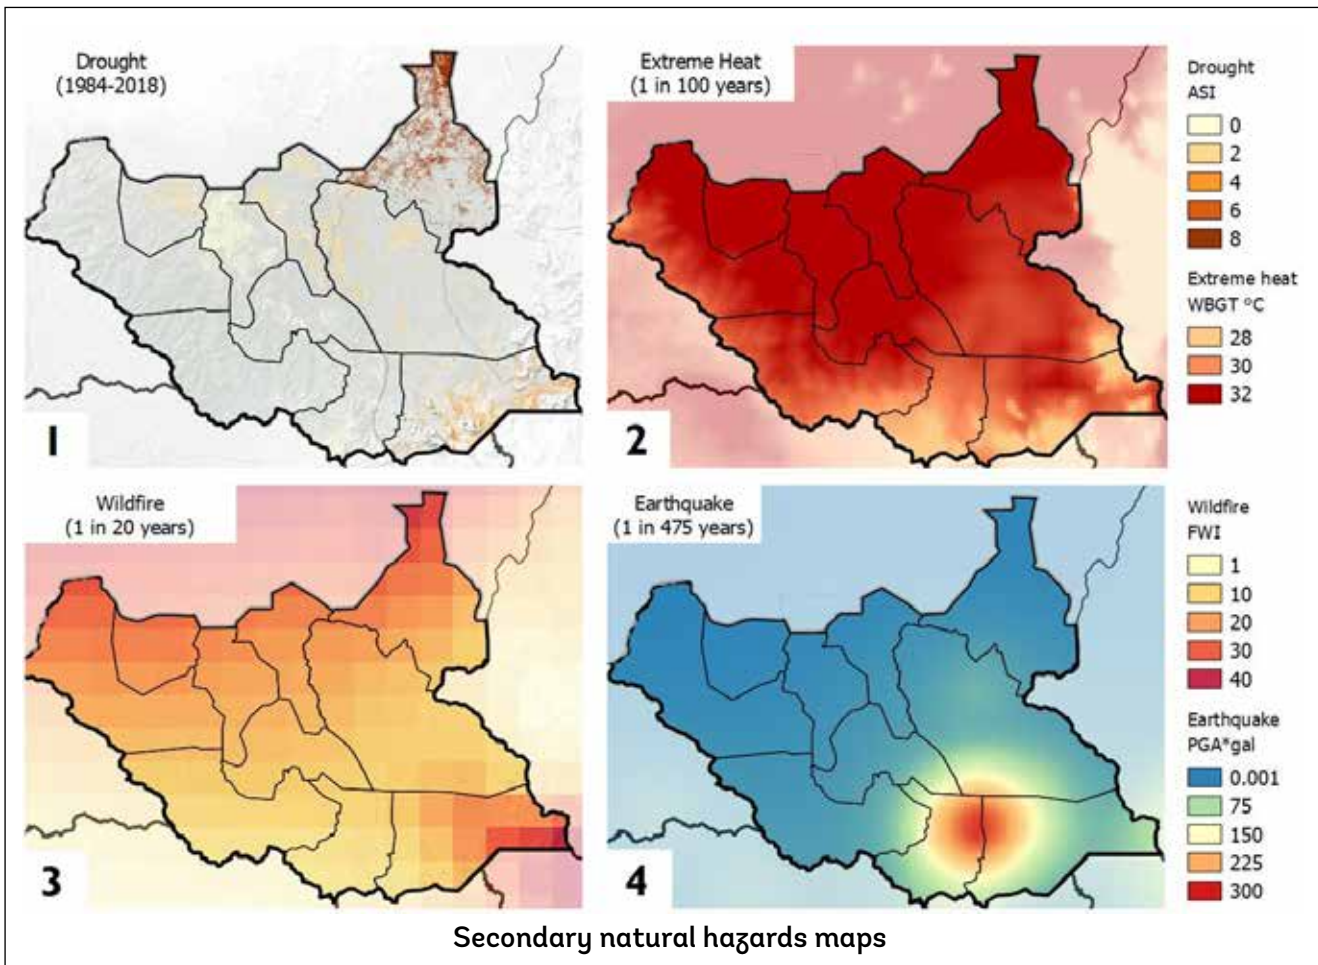 Drought
(1984-2018)
1
Extreme Heat
(1 in 100 years)
2
Drought
ASI
0
2
4
6
8
Extreme heat
WBGT °C
28
30
32
Wildfire
(1 in 20 years)
3
Earthquake
(1 in 475 years)
4
Wildfire
FWI
1
10
20
30
40
Earthquake
PGA*gal
0.001
75
150
225
300
Secondary natural hazards maps